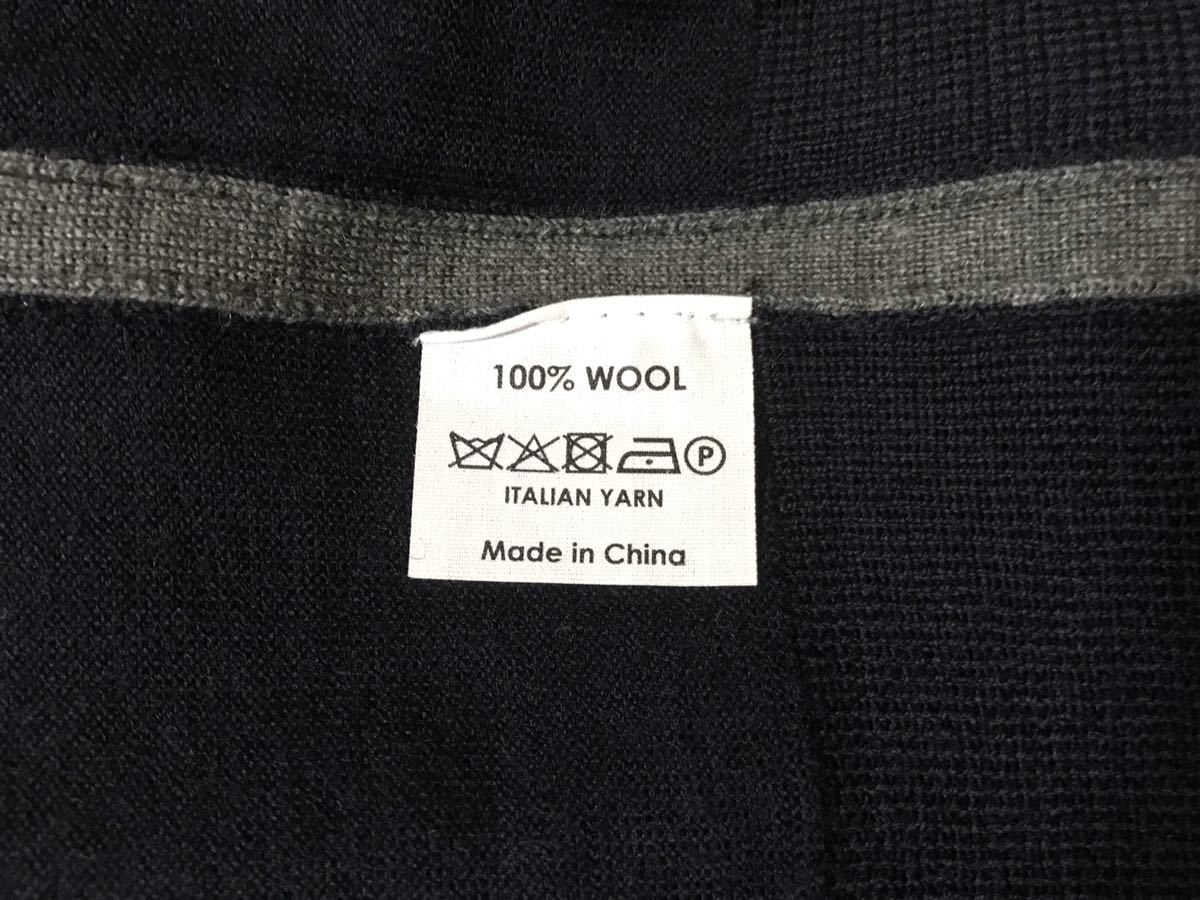 100% WOOL
P
ITALIAN YARN
Made in China